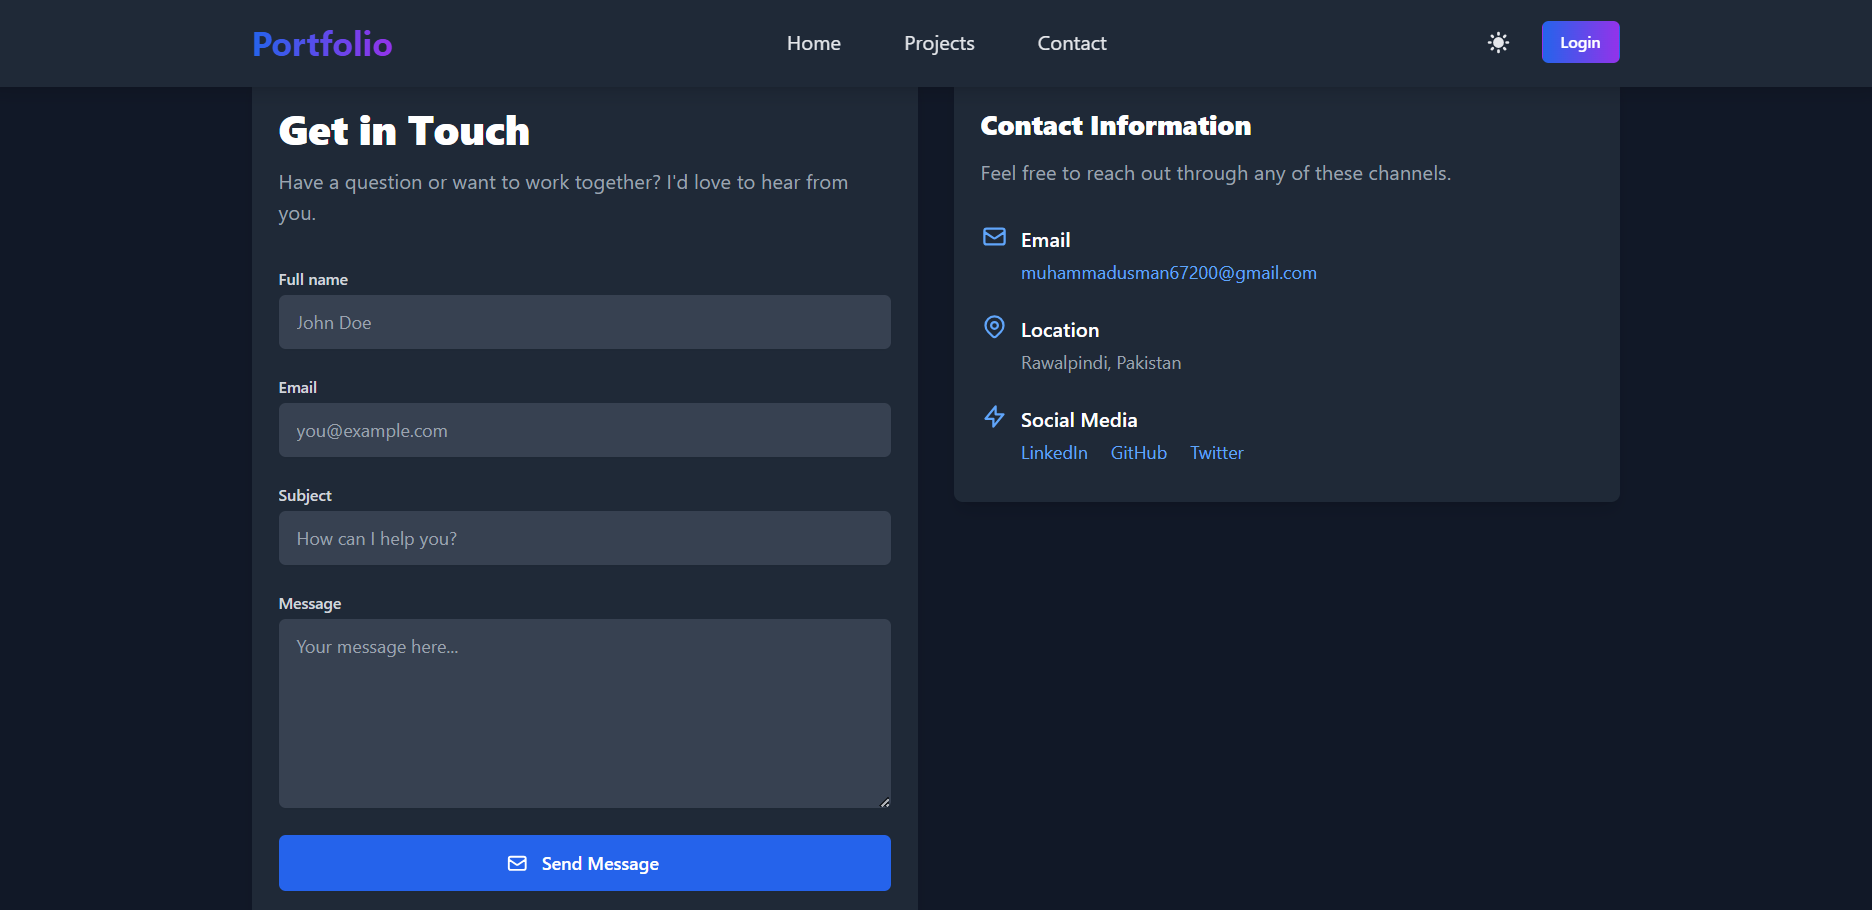 Portfolio
Home
Projects
Contact
Login
Get in Touch
Have a question or want to work together? I'd love to hear from
you.
Full name
John Doe
Email
you@example.com
Subject
How can I help you?
Message
Your message here...
Send Message
Contact Information
Feel free to reach out through any of these channels.
Email
muhammadusman67200@gmail.com
Location
Rawalpindi, Pakistan
Social Media
LinkedIn GitHub Twitter